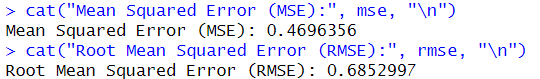 > cat("Mean Squared Error (MSE):", mse, "\n")
Mean Squared Error (MSE): 0.4696356
> cat("Root Mean Squared Error (RMSE):", rmse, "\n")
Root Mean Squared Error (RMSE): 0.6852997